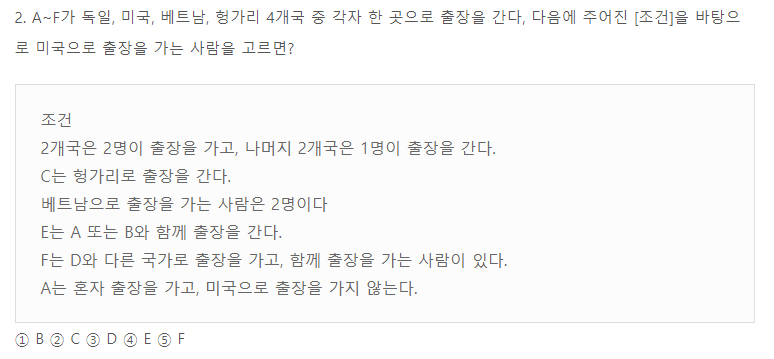 2. A~F가 독일, 미국, 베트남, 헝가리 4개국 중 각자 한 곳으로 출장을 간다, 다음에 주어진 [조건]을 바탕으
로 미국으로 출장을 가는 사람을 고르면?
조건
2개국은 2명이 출장을 가고, 나머지 2개국은 1명이 출장을 간다.
C는 헝가리로 출장을 간다.
베트남으로 출장을 가는 사람은 2명이다
E는 A 또는 B와 함께 출장을 간다.
F는 D와 다른 국가로 출장을 가고, 함께 출장을 가는 사람이 있다.
A는 혼자 출장을 가고, 미국으로 출장을 가지 않는다.
① B ② C ③ D ④ E ⑤ F